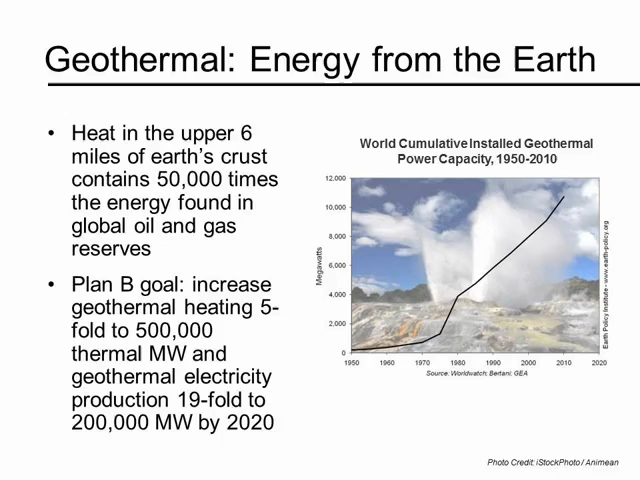 Geothermal: Energy from the Earth
• Heat in the upper 6
miles of earth's crust
contains 50,000 times
the energy found in
global oil and gas
reserves
• Plan B goal: increase
geothermal heating 5-
fold to 500,000
thermal MW and
geothermal electricity
production 19-fold to
200,000 MW by 2020
World Cumulative Installed Geothermal
Power Capacity, 1950-2010
12,000
10,000
8,000
6,000
4,000
2,000
0
Megawatts
1950 1960 1970 1980 1990 2000 2010 2020
Source: Worldwatch; Bertani; GEA
Earth Policy Institute - www.earth-policy.org
Photo Credit: iStockPhoto / Animean